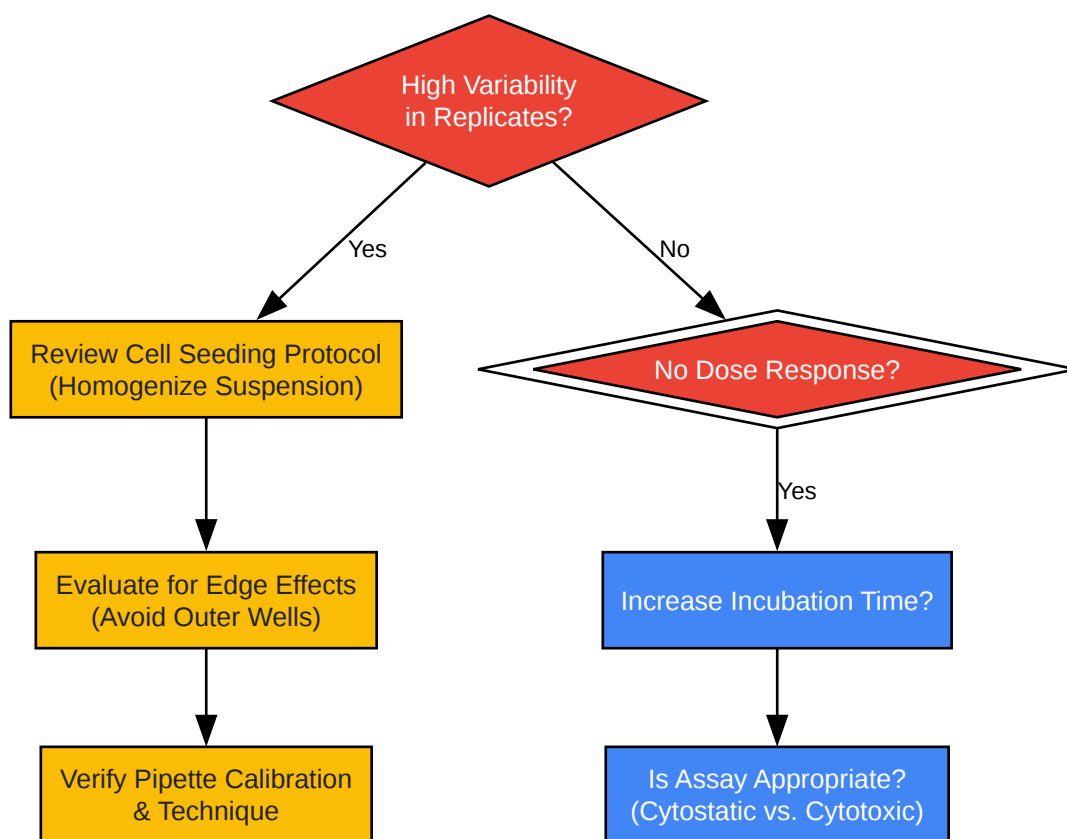 High Variability
in Replicates?
Yes
No
Review Cell Seeding Protocol
(Homogenize Suspension)
No Dose Response?
Yes
Evaluate for Edge Effects
(Avoid Outer Wells)
Increase Incubation Time?
Verify Pipette Calibration
& Technique
Is Assay Appropriate?
(Cytostatic vs. Cytotoxic)